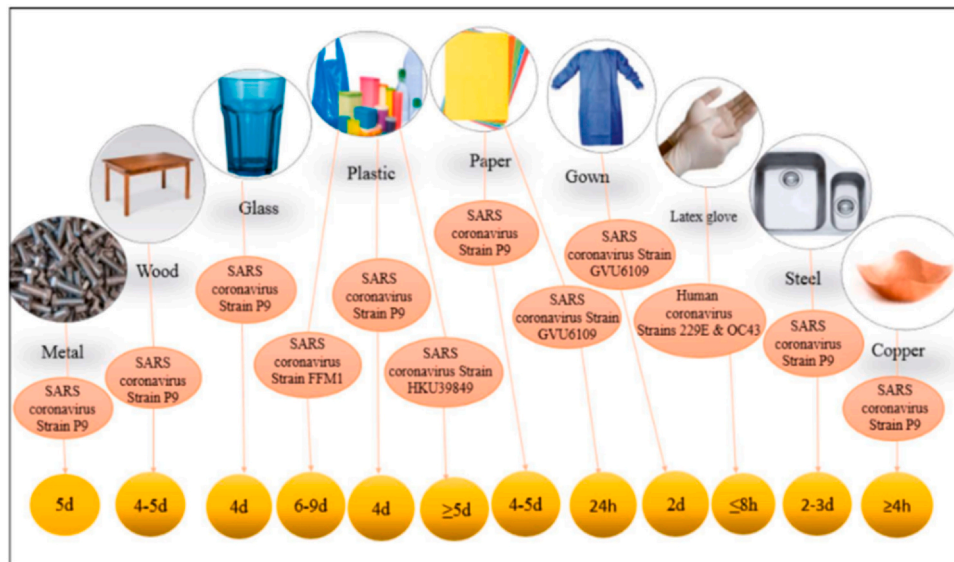 Metal
Wood
Glass
Plastic
Paper
Gown
Latex glove
Steel
Copper
SARS
coronavirus
Strain P9
SARS
coronavirus
Strain P9
SARS
coronavirus
Strain P9
SARS
coronavirus
Strain FFM1
SARS
coronavirus
Strain P9
SARS
coronavirus Strain
HKU39849
SARS
coronavirus
Strain P9
SARS
coronavirus Strain
GVU6109
SARS
coronavirus Strain
GVU6109
Human
coronavirus
Strains 229E & OC43
SARS
coronavirus
Strain P9
SARS
coronavirus
Strain P9
5d
4-5d
4d
6-9d
4d
≥5d
4-5d
24h
2d
≤8h
2-3d
≥4h